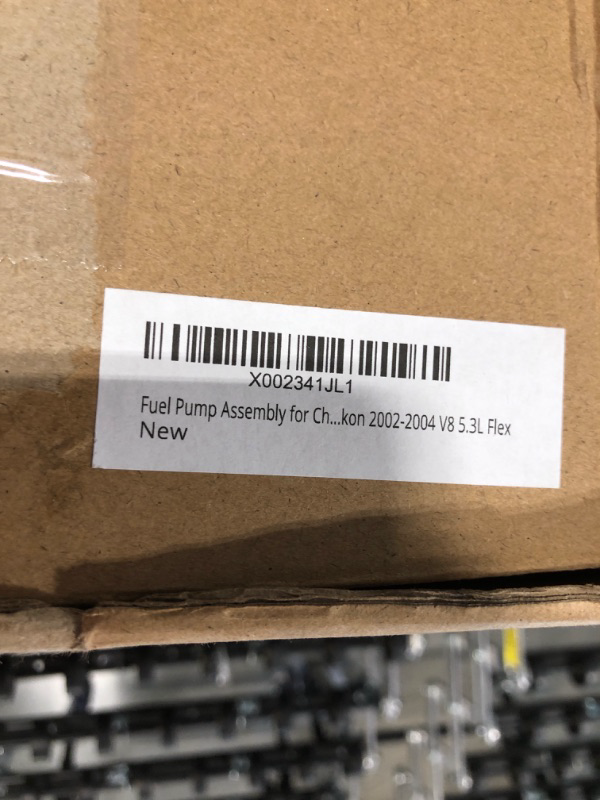 X002341JL1
Fuel Pump Assembly for Ch...kon 2002-2004 V8 5.3L Flex
New